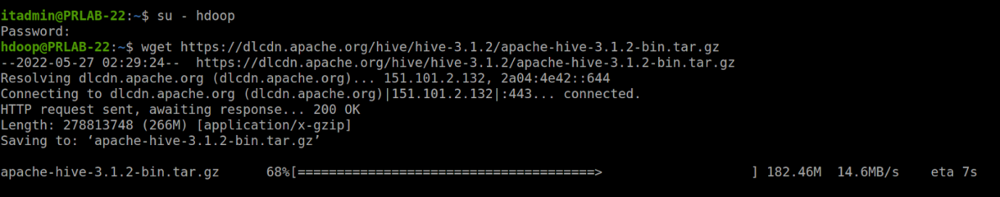 itadmin@PRLAB-22:~$ su - hdoop
Password:
hdoop@PRLAB-22:~$ wget https://dlcdn.apache.org/hive/hive-3.1.2/apache-hive-3.1.2-bin.tar.gz
--2022-05-27 02:29:24--  https://dlcdn.apache.org/hive/hive-3.1.2/apache-hive-3.1.2-bin.tar.gz
Resolving dlcdn.apache.org (dlcdn.apache.org)... 151.101.2.132, 2a04:4e42::644
Connecting to dlcdn.apache.org (dlcdn.apache.org)|151.101.2.132|:443... connected.
HTTP request sent, awaiting response... 200 OK
Length: 278813748 (266M) [application/x-gzip]
Saving to: ‘apache-hive-3.1.2-bin.tar.gz’
apache-hive-3.1.2-bin.tar.gz      68%[======================================>                   ] 182.46M  14.6MB/s    eta 7s